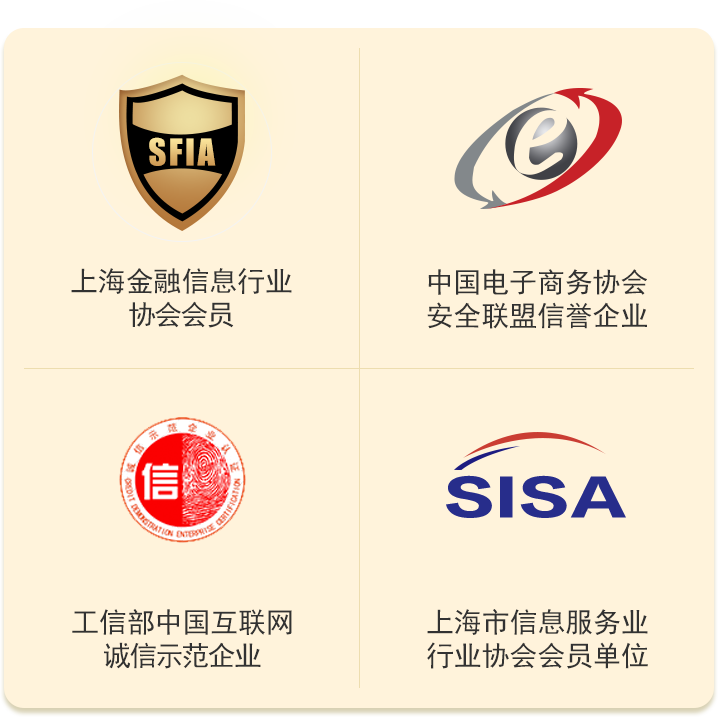 SFIA
上海金融信息行业
协会会员
e
中国电子商务协会
安全联盟信誉企业
诚信示范企业认证
信
CREDIT DEMONSTRATION ENTERPRISE CERTIFICATION
工信部中国互联网
诚信示范企业
SISA
上海市信息服务业
行业协会会员单位